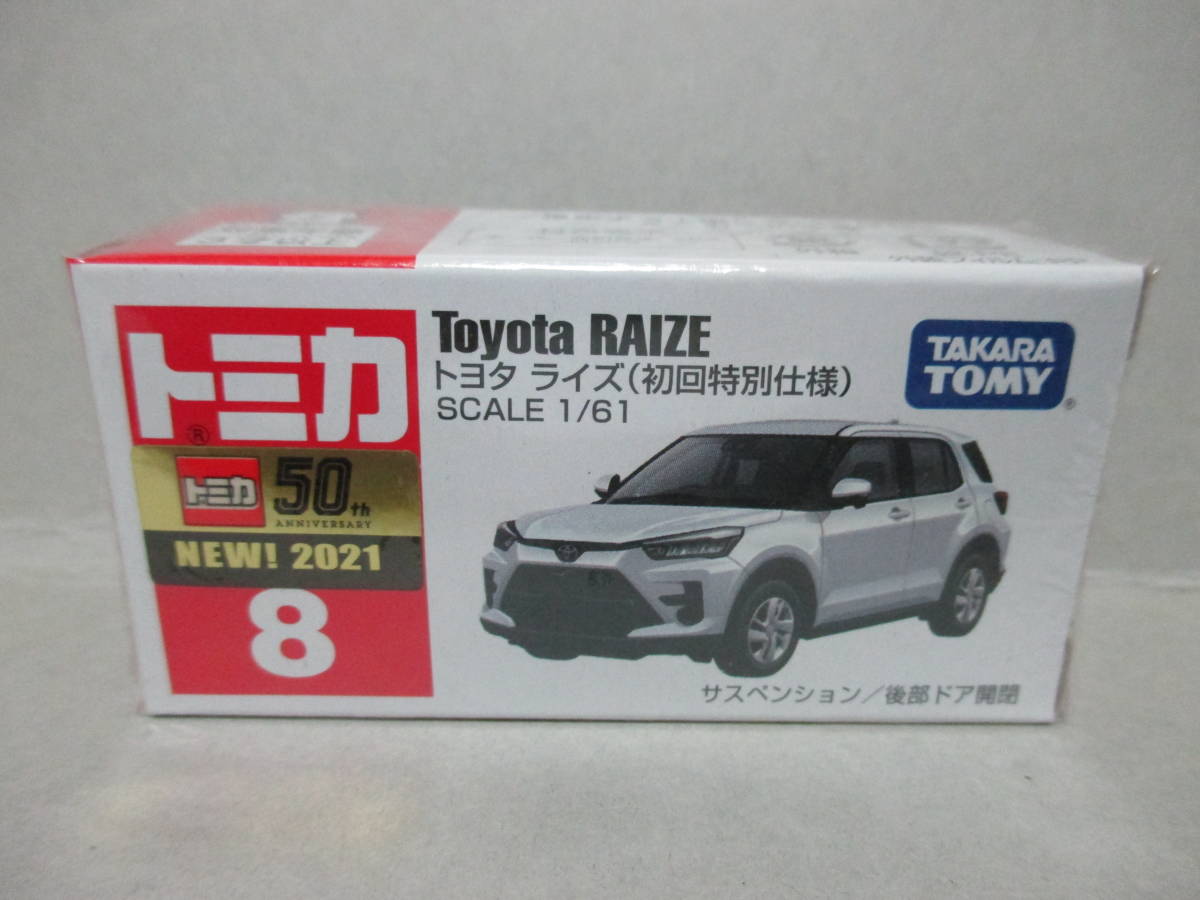 トミカ
®
トミカ 50th
ANNIVERSARY
NEW! 2021
8
Toyota RAIZE
トヨタ ライズ(初回特別仕様)
SCALE 1/61
TAKARA
TOMY®
サスペンション/後部ドア開閉